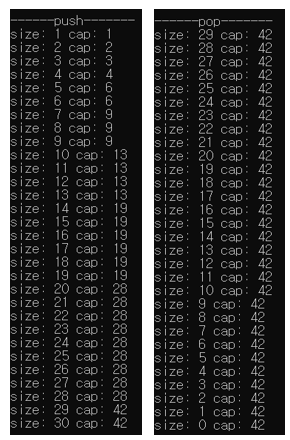 ------push-------
size: 1 cap: 1
size: 2 cap: 2
size: 3 cap: 3
size: 4 cap: 4
size: 5 cap: 6
size: 6 cap: 6
size: 7 cap: 9
size: 8 cap: 9
size: 9 cap: 9
size: 10 cap: 13
size: 11 cap: 13
size: 12 cap: 13
size: 13 cap: 13
size: 14 cap: 19
size: 15 cap: 19
size: 16 cap: 19
size: 17 cap: 19
size: 18 cap: 19
size: 19 cap: 19
size: 20 cap: 28
size: 21 cap: 28
size: 22 cap: 28
size: 23 cap: 28
size: 24 cap: 28
size: 25 cap: 28
size: 26 cap: 28
size: 27 cap: 28
size: 28 cap: 28
size: 29 cap: 42
size: 30 cap: 42
------pop-------
size: 29 cap: 42
size: 28 cap: 42
size: 27 cap: 42
size: 26 cap: 42
size: 25 cap: 42
size: 24 cap: 42
size: 23 cap: 42
size: 22 cap: 42
size: 21 cap: 42
size: 20 cap: 42
size: 19 cap: 42
size: 18 cap: 42
size: 17 cap: 42
size: 16 cap: 42
size: 15 cap: 42
size: 14 cap: 42
size: 13 cap: 42
size: 12 cap: 42
size: 11 cap: 42
size: 10 cap: 42
size: 9 cap: 42
size: 8 cap: 42
size: 7 cap: 42
size: 6 cap: 42
size: 5 cap: 42
size: 4 cap: 42
size: 3 cap: 42
size: 2 cap: 42
size: 1 cap: 42
size: 0 cap: 42